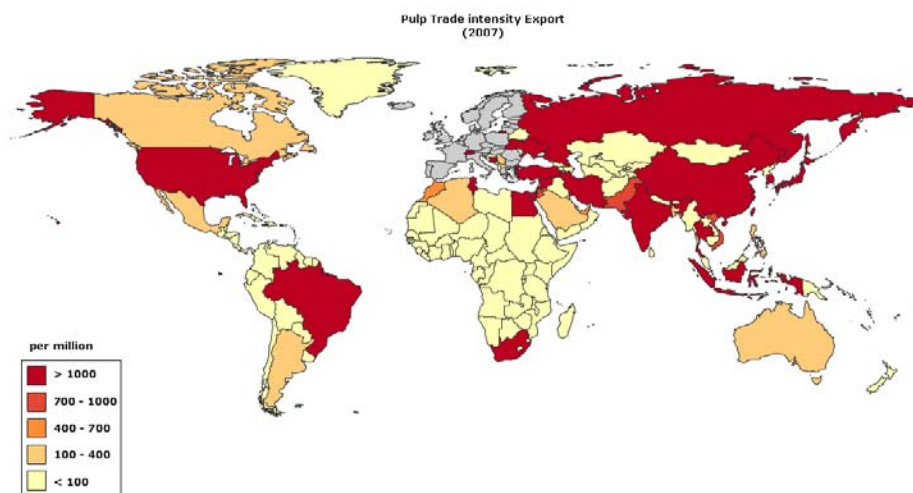 Pulp Trade intensity Export
(2007)
per million
> 1000
700 - 1000
400 - 700
100 - 400
< 100